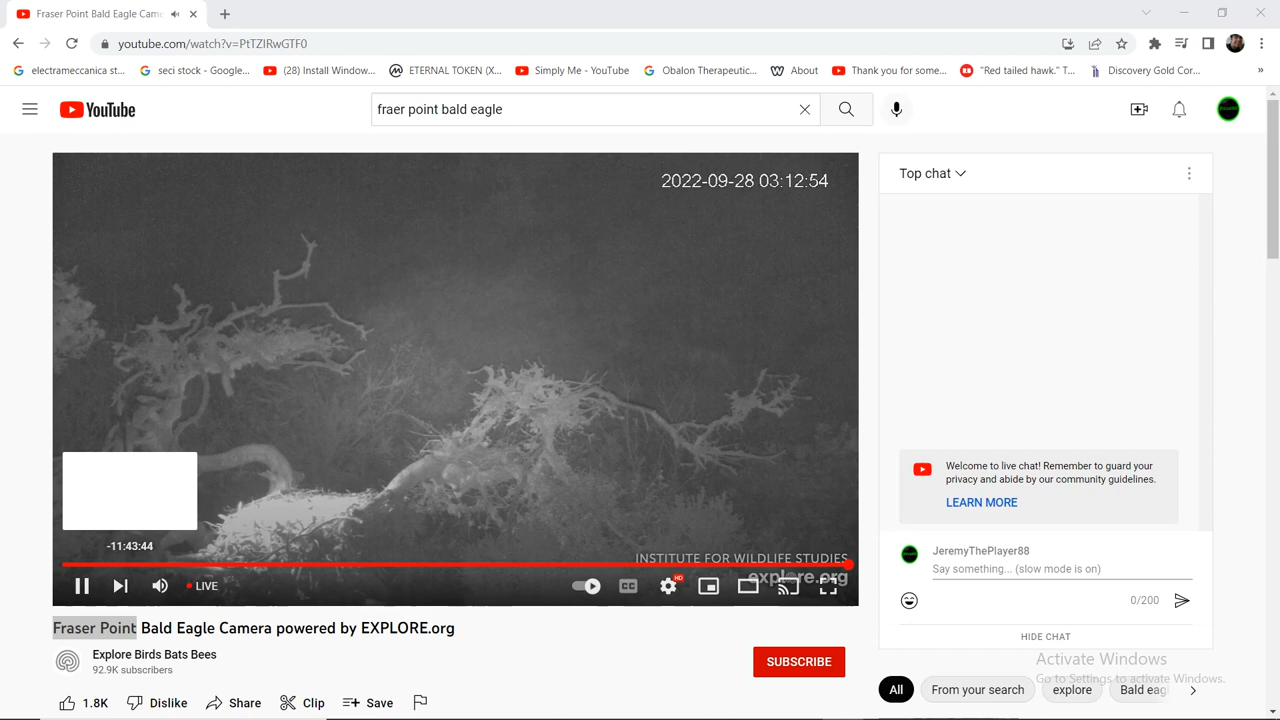 Fraser Point Bald Eagle Came
youtube.com/watch?v=PtTZlRwGTF0
electrameccanica st...
seci stock - Google...
(28) Install Window...
ETERNAL TOKEN (X...
Simply Me - YouTube
Obalon Therapeutic...
About
Thank you for some...
"Red tailed hawk." T...
Discovery Gold Cor...
»
YouTube
fraer point bald eagle
2022-09-28 03:12:54
-11:43:44
INSTITUTE FOR WILDLIFE STUDIES
explore.org
LIVE
CC
HD
Fraser Point Bald Eagle Camera powered by EXPLORE.org
Explore Birds Bats Bees
92.9K subscribers
SUBSCRIBE
1.8K
Dislike
Share
Clip
Save
Top chat
Welcome to live chat! Remember to guard your
privacy and abide by our community guidelines.
LEARN MORE
JeremyThePlayer88
Say something... (slow mode is on)
0/200
HIDE CHAT
Activate Windows
Go to Settings to activate Windows.
All
From your search
explore
Bald eagl